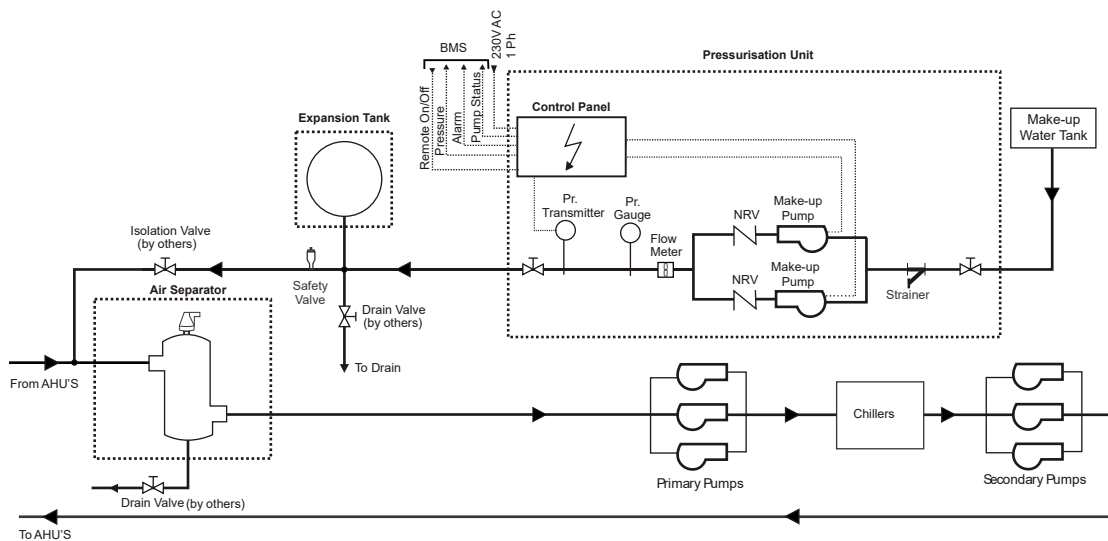 BMS
230V AC
1 Ph
Pressurisation Unit
Remote On/Off
Pressure
Alarm
Pump Status
Control Panel
Expansion Tank
Make-up
Water Tank
Pr.
Transmitter
Pr.
Gauge
Flow
Meter
NRV
Make-up
Pump
NRV
Make-up
Pump
Strainer
Isolation Valve
(by others)
Safety
Valve
Air Separator
Drain Valve
(by others)
To Drain
From AHU'S
Chillers
Primary Pumps
Secondary Pumps
Drain Valve (by others)
To AHU'S